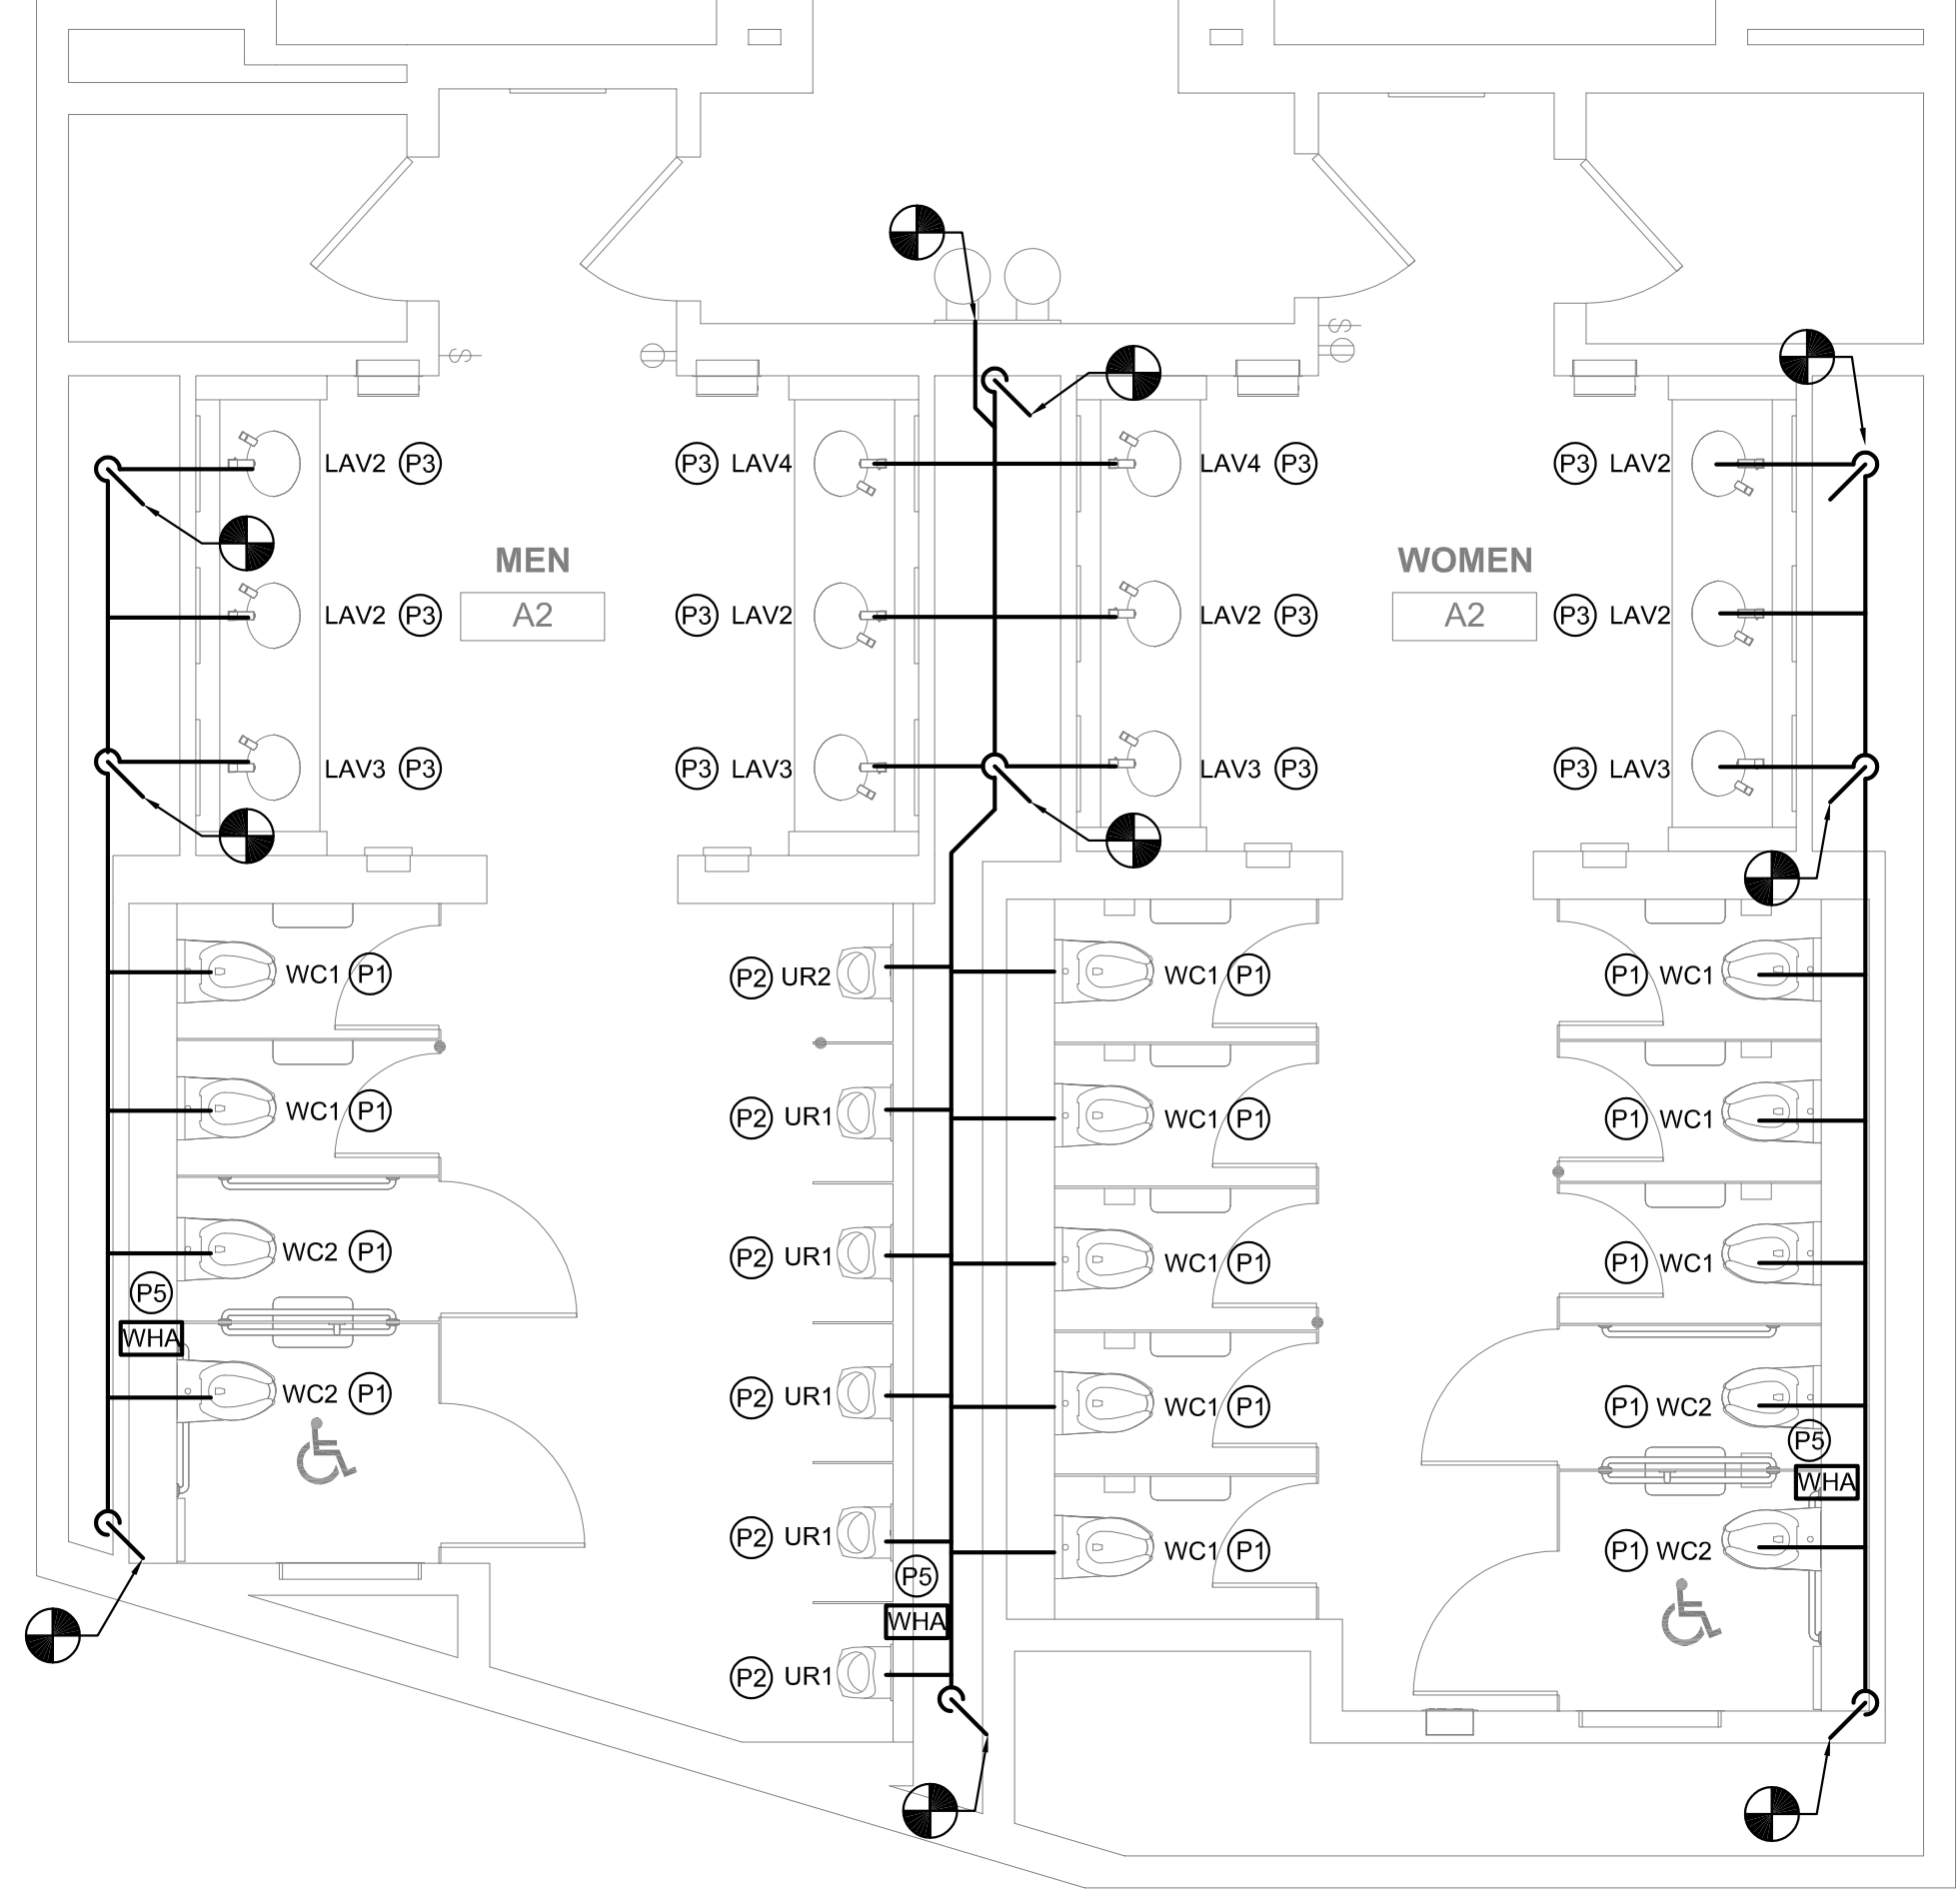 S
S
LAV2 P3
P3 LAV4
LAV4 P3
P3 LAV2
MEN
WOMEN
LAV2 P3
A2
P3 LAV2
LAV2 P3
A2
P3 LAV2
LAV3 P3
P3 LAV3
LAV3 P3
P3 LAV3
WC1 P1
P2 UR2
WC1 P1
P1 WC1
WC1 P1
P2 UR1
WC1 P1
P1 WC1
WC2 P1
P2 UR1
WC1 P1
P1 WC1
P5
WHA
WC2 P1
P2 UR1
WC1 P1
P1 WC2
P5
WHA
P2 UR1
WC1 P1
P1 WC2
P5
WHA
P2 UR1